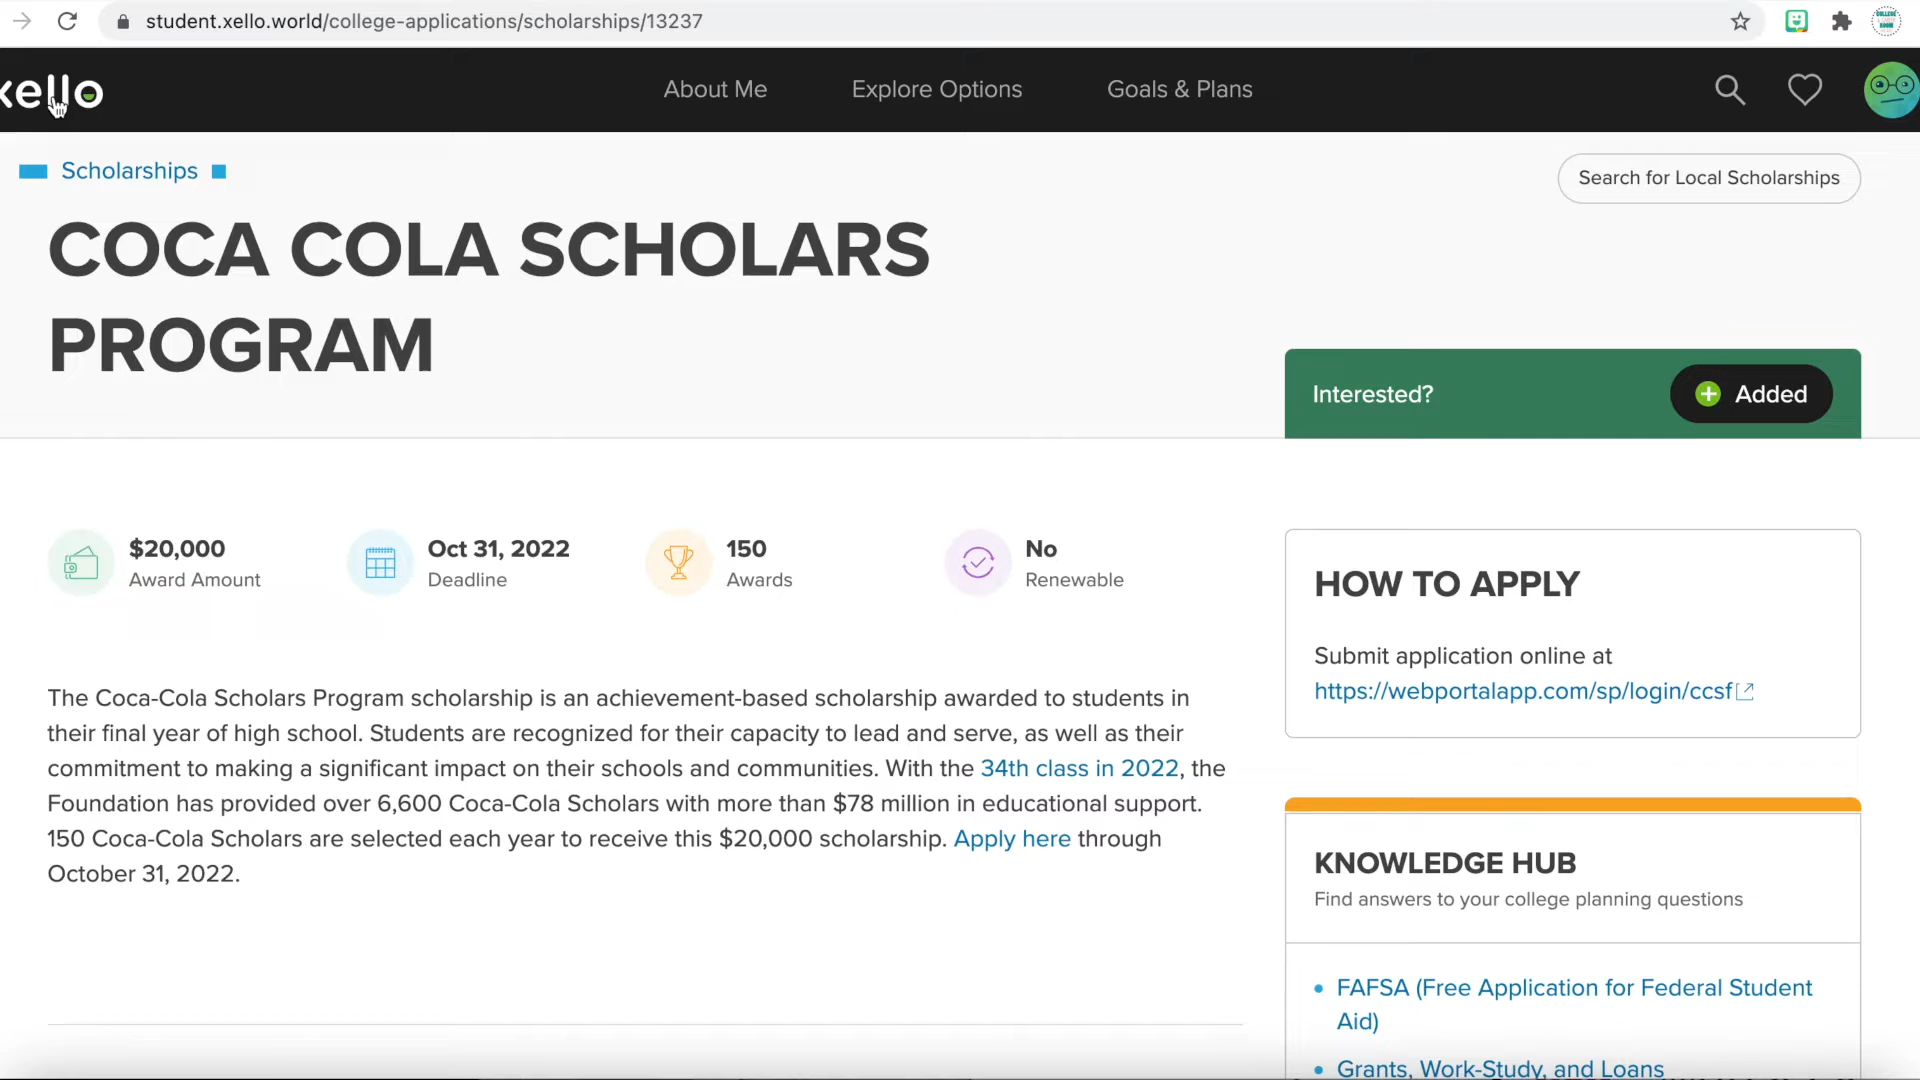 student.xello.world/college-applications/scholarships/13237
xello
About Me
Explore Options
Goals & Plans
Scholarships
Search for Local Scholarships
COCA COLA SCHOLARS
PROGRAM
Interested?
Added
$20,000
Award Amount
Oct 31, 2022
Deadline
150
Awards
No
Renewable
The Coca-Cola Scholars Program scholarship is an achievement-based scholarship awarded to students in
their final year of high school. Students are recognized for their capacity to lead and serve, as well as their
commitment to making a significant impact on their schools and communities. With the 34th class in 2022, the
Foundation has provided over 6,600 Coca-Cola Scholars with more than $78 million in educational support.
150 Coca-Cola Scholars are selected each year to receive this $20,000 scholarship. Apply here through
October 31, 2022.
HOW TO APPLY
Submit application online at
https://webportalapp.com/sp/login/ccsf
KNOWLEDGE HUB
Find answers to your college planning questions
FAFSA (Free Application for Federal Student
Aid)
Grants, Work-Study, and Loans